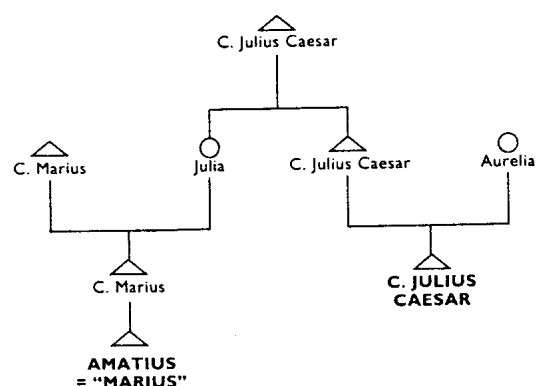 C. Julius Caesar
C. Marius
Julia
C. Julius Caesar
Aurelia
C. Marius
C. JULIUS
CAESAR
AMATIUS
= "MARIUS"